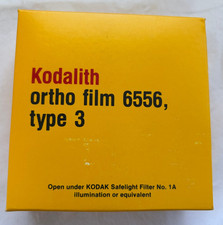 Kodalith
ortho film 6556,
type 3
Open under KODAK Safelight Filter No. 1A
illumination or equivalent